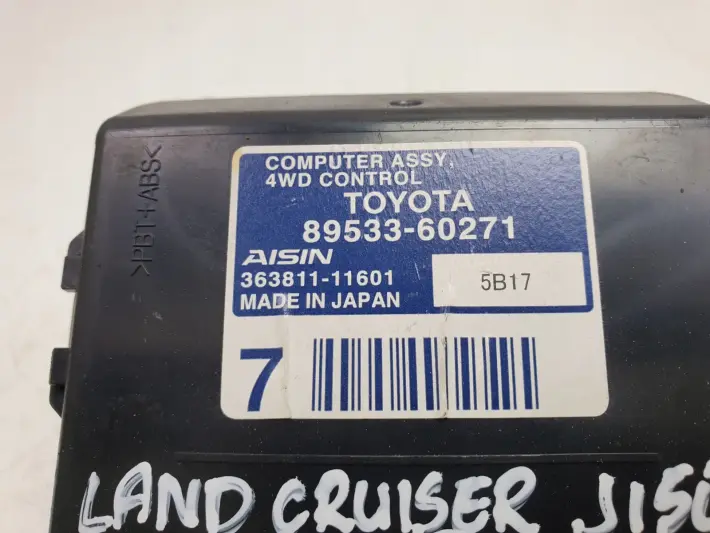 COMPUTER ASSY,
4WD CONTROL
TOYOTA
89533-60271
AISIN
363811-11601
5B17
MADE IN JAPAN
7
>PBT+ABS<
LAND CRUISER J150